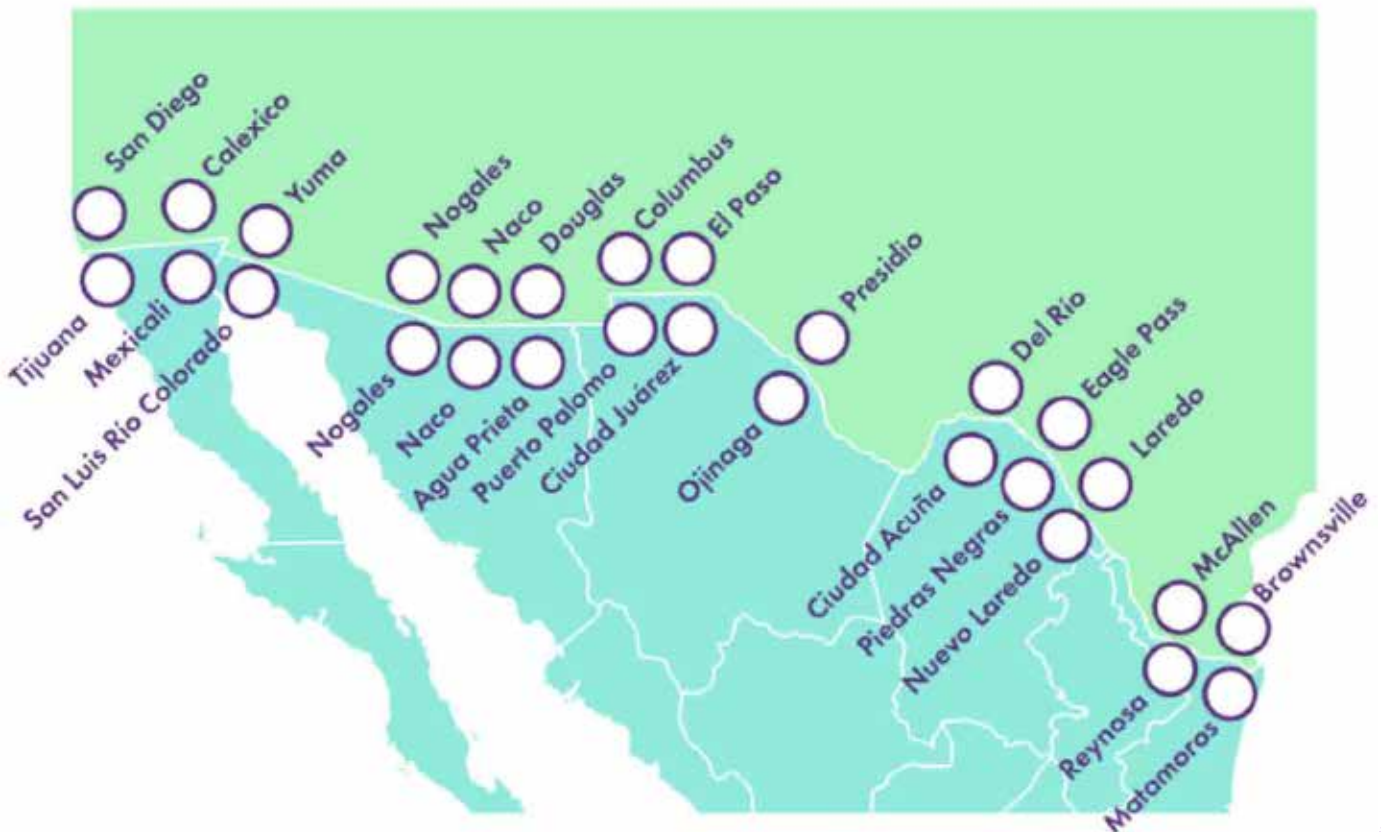 San Diego
Calexico
Yuma
Nogales
Naco
Douglas
Columbus
El Paso
Presidio
Del Rio
Eagle Pass
Laredo
McAllen
Brownsville
Tijuana
Mexicali
San Luis Rio Colorado
Nogales
Naco
Agua Prieta
Puerto Palomo
Ciudad Juárez
Ojinaga
Ciudad Acuña
Piedras Negras
Nuevo Laredo
Reynosa
Matamoros